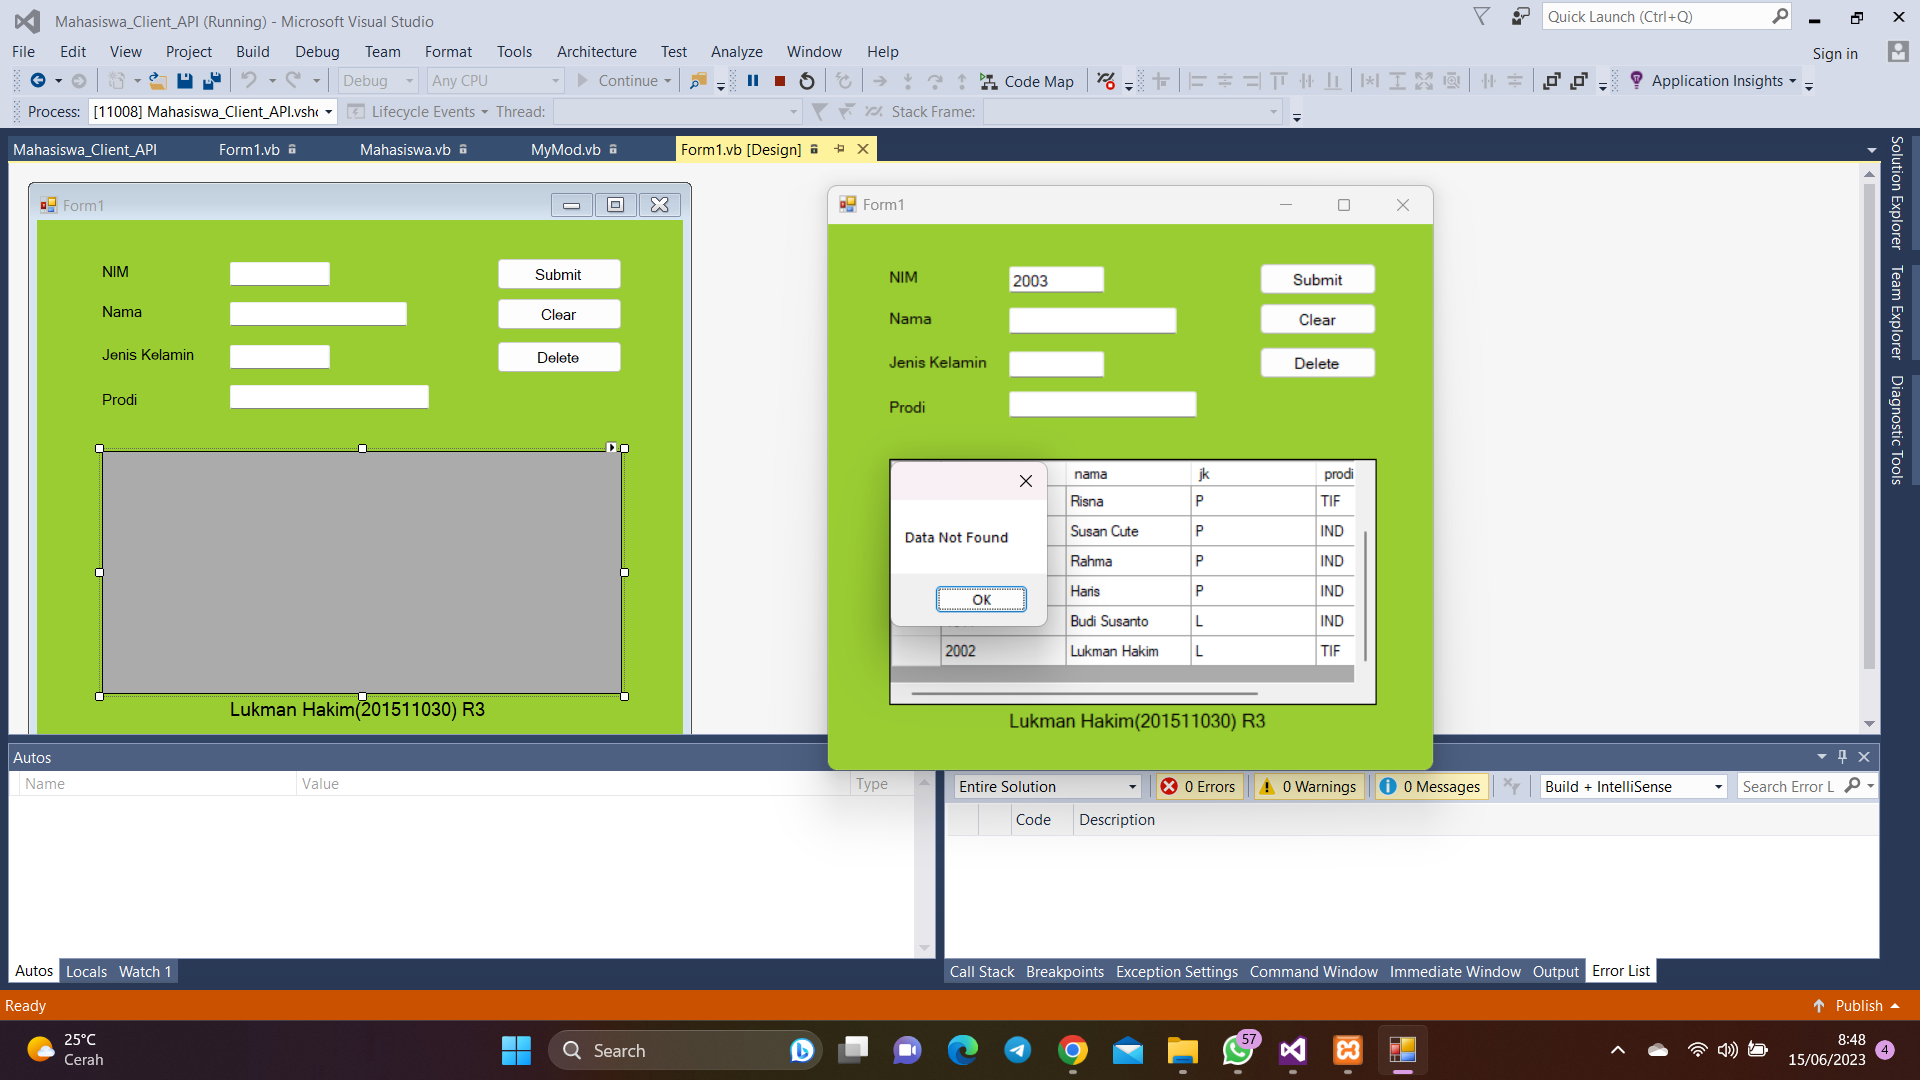 Mahasiswa_Client_API (Running) - Microsoft Visual Studio
Quick Launch (Ctrl+Q)
File Edit View Project Build Debug Team Format Tools Architecture Test Analyze Window Help
Sign in
Debug Any CPU Continue Code Map Application Insights
Process: [11008] Mahasiswa_Client_API.vsh Lifecycle Events Thread: Stack Frame:
Mahasiswa_Client_API Form1.vb Mahasiswa.vb MyMod.vb Form1.vb [Design]
Solution Explorer
Team Explorer
Diagnostic Tools
Form1
NIM
Submit
Nama
Clear
Jenis Kelamin
Delete
Prodi
Lukman Hakim(201511030) R3
Form1
NIM 2003 Submit
Nama Clear
Jenis Kelamin Delete
Prodi
nama jk prodi
Risna P TIF
Susan Cute P IND
Rahma P IND
Haris P IND
Budi Susanto L IND
2002 Lukman Hakim L TIF
Data Not Found
OK
Lukman Hakim(201511030) R3
Autos
Name Value Type
Autos Locals Watch 1
Entire Solution 0 Errors 0 Warnings 0 Messages Build + IntelliSense Search Error L
Code Description
Call Stack Breakpoints Exception Settings Command Window Immediate Window Output Error List
Ready
Publish
25°C
Cerah
Search
57
8:48
15/06/2023
4